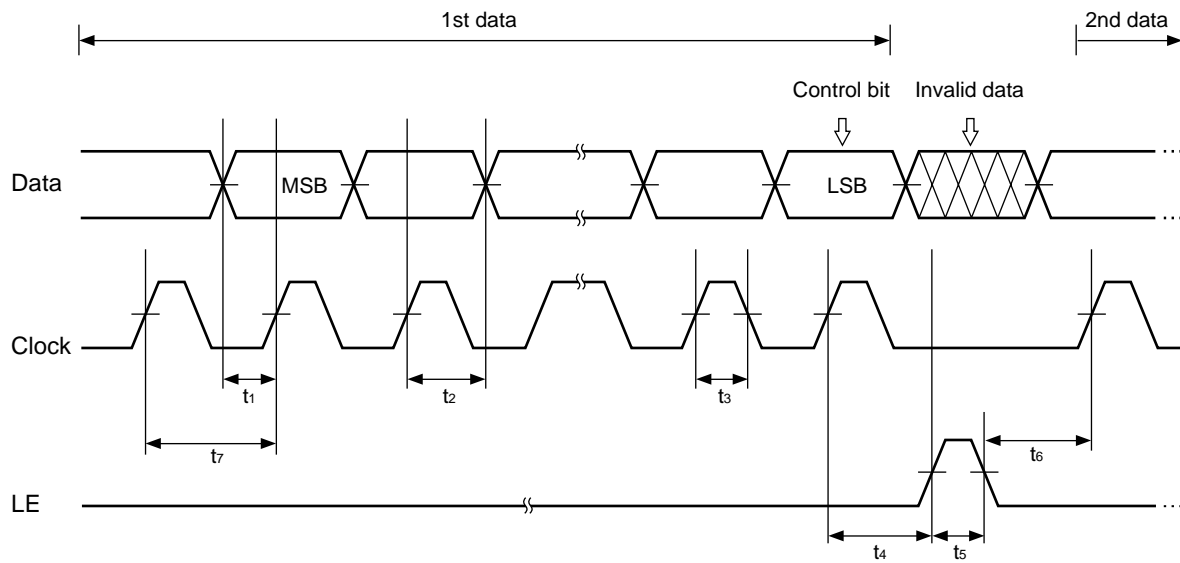 1st data
2nd data
Control bit
Invalid data
Data
MSB
LSB
Clock
t1
t2
t3
t7
t6
LE
t4
t5